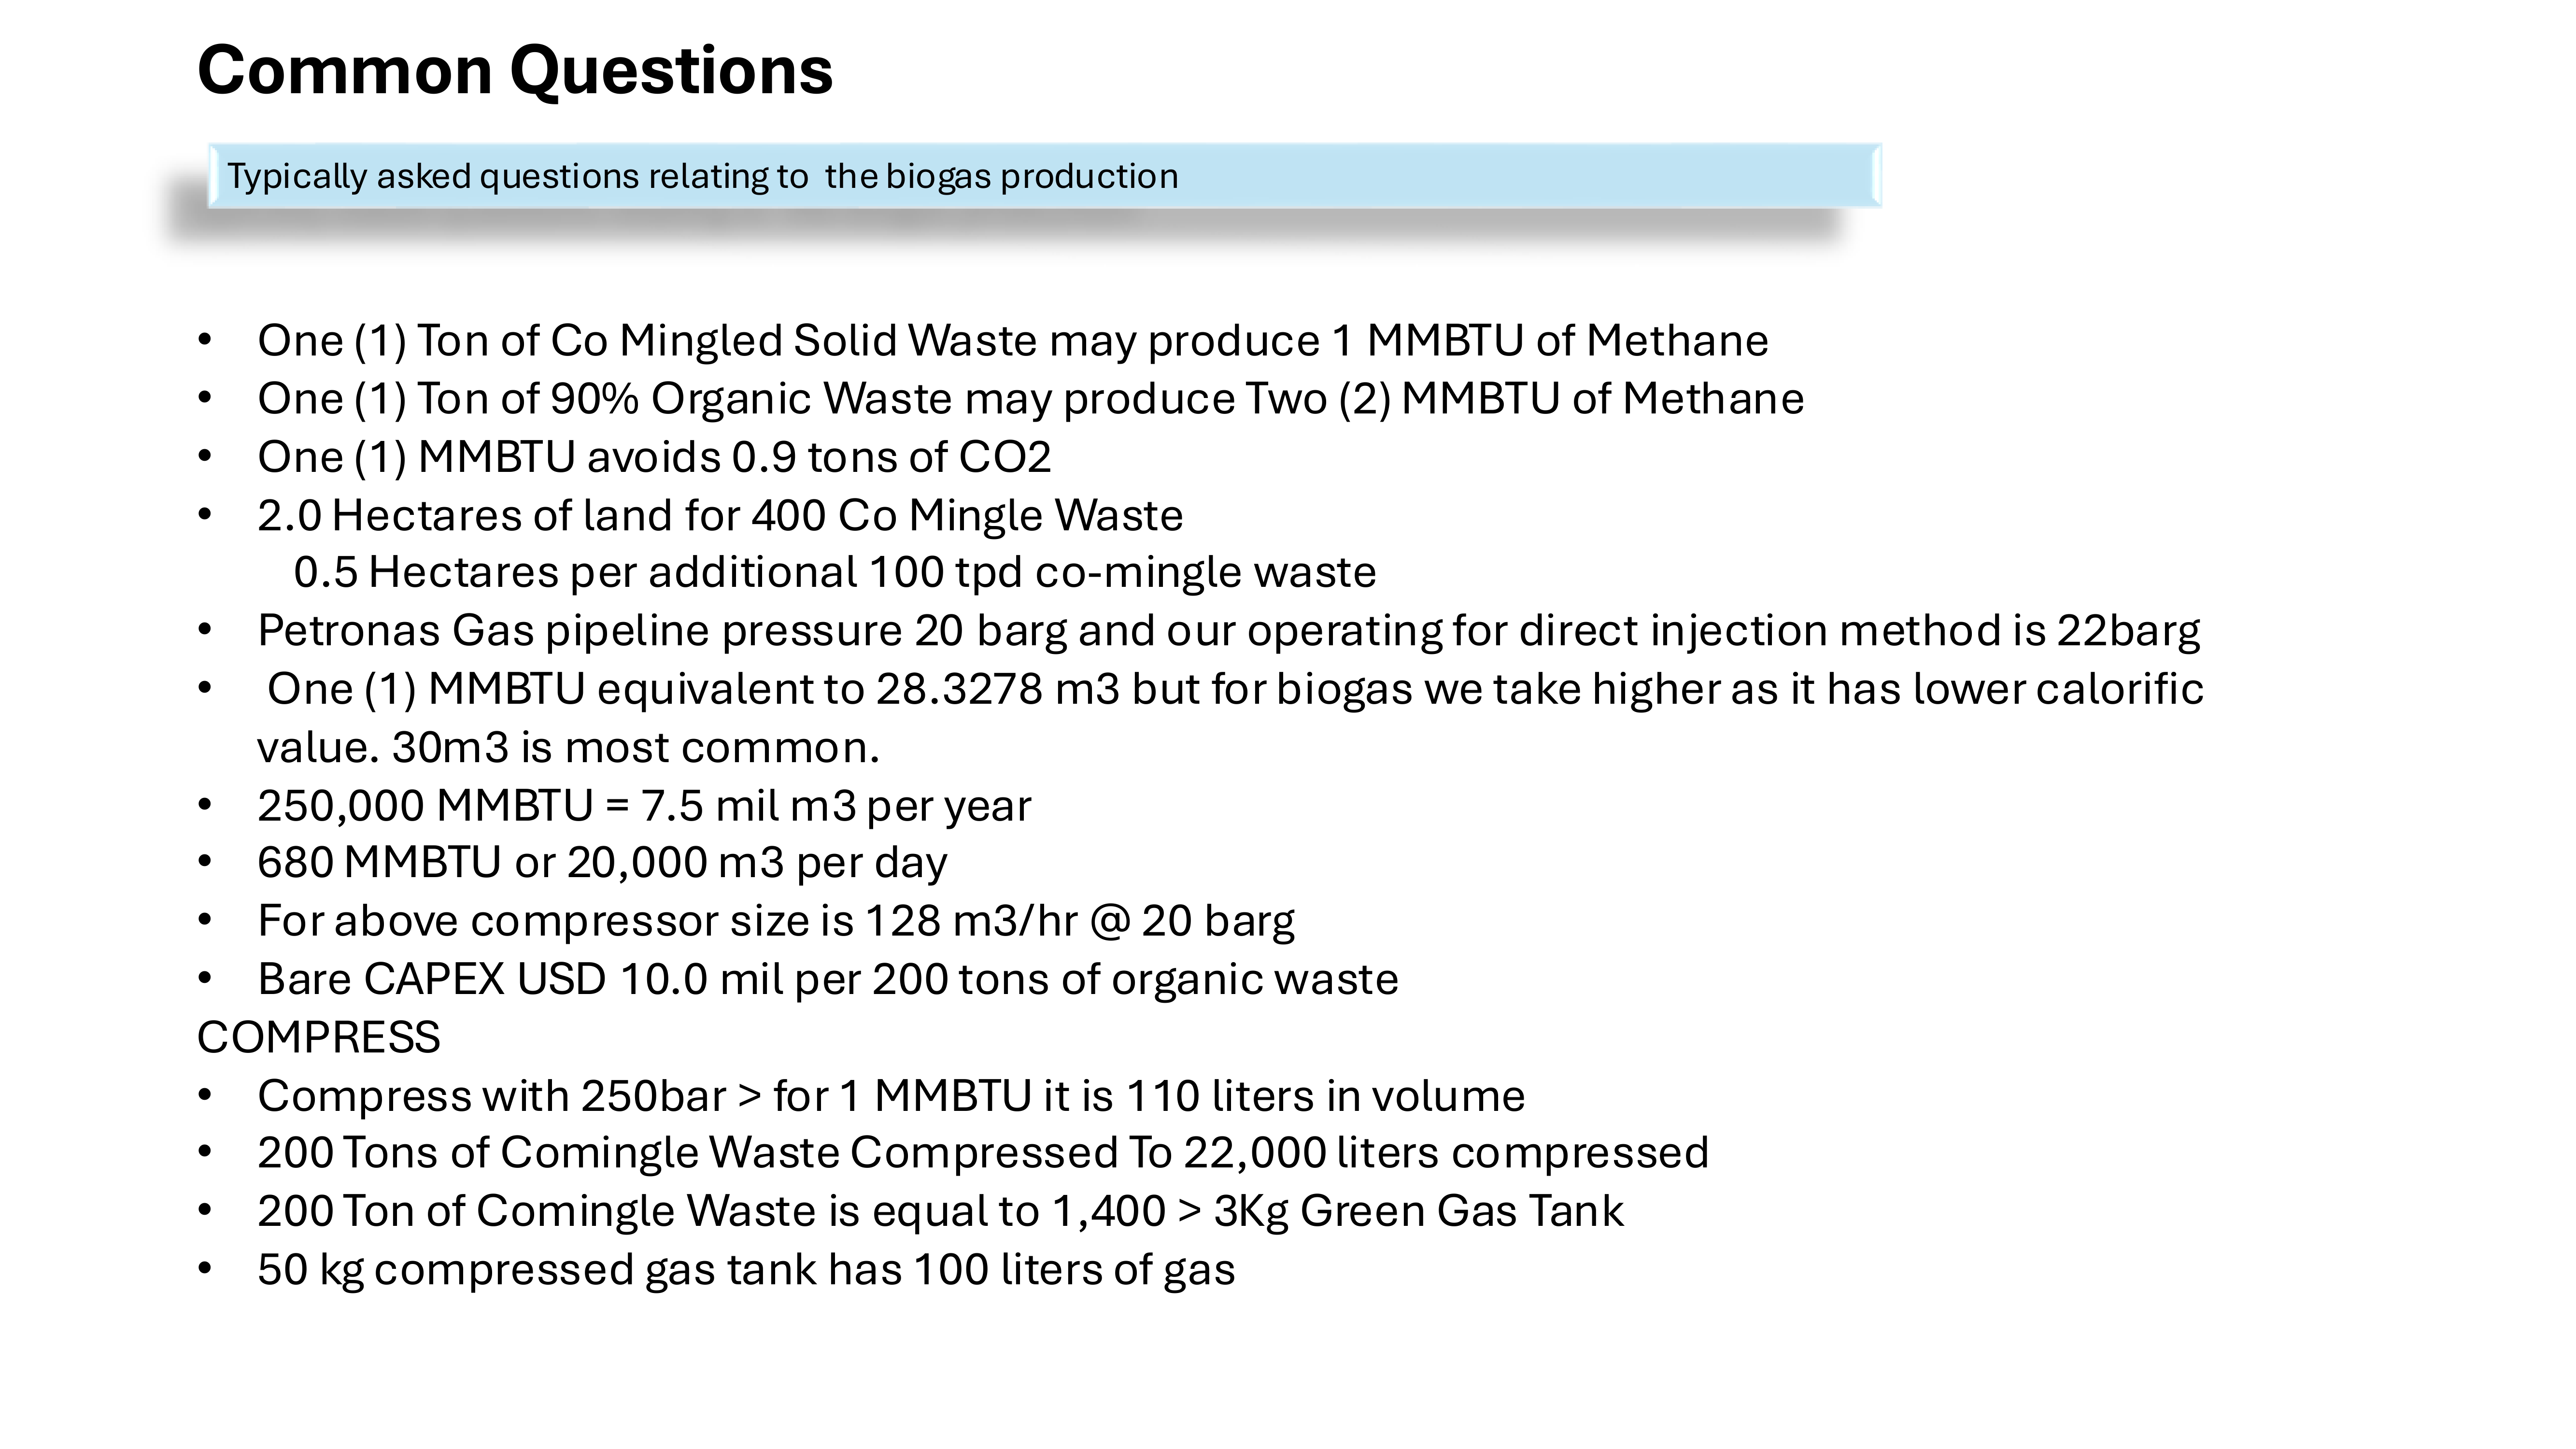 Common Questions
Typically asked questions relating to  the biogas production
• One (1) Ton of Co Mingled Solid Waste may produce 1 MMBTU of Methane
• One (1) Ton of 90% Organic Waste may produce Two (2) MMBTU of Methane
• One (1) MMBTU avoids 0.9 tons of CO2
• 2.0 Hectares of land for 400 Co Mingle Waste
0.5 Hectares per additional 100 tpd co-mingle waste
• Petronas Gas pipeline pressure 20 barg and our operating for direct injection method is 22barg
• One (1) MMBTU equivalent to 28.3278 m3 but for biogas we take higher as it has lower calorific
value. 30m3 is most common.
• 250,000 MMBTU = 7.5 mil m3 per year
• 680 MMBTU or 20,000 m3 per day
• For above compressor size is 128 m3/hr @ 20 barg
• Bare CAPEX USD 10.0 mil per 200 tons of organic waste
COMPRESS
• Compress with 250bar > for 1 MMBTU it is 110 liters in volume
• 200 Tons of Comingle Waste Compressed To 22,000 liters compressed
• 200 Ton of Comingle Waste is equal to 1,400 > 3Kg Green Gas Tank
• 50 kg compressed gas tank has 100 liters of gas